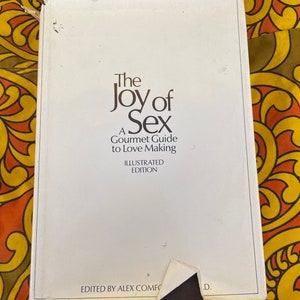 The
Joy of
Sex
A
Gourmet Guide
to Love Making
ILLUSTRATED
EDITION
EDITED BY ALEX